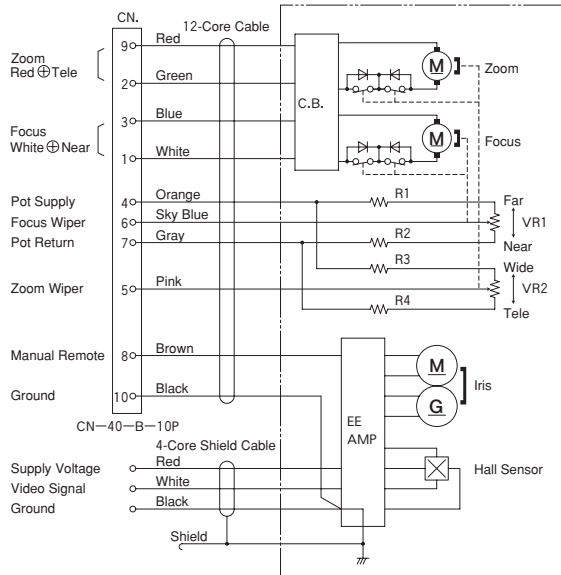 CN.
12-Core Cable
Zoom
Red ⊕ Tele
9 Red
2 Green
Focus
White ⊕ Near
3 Blue
1 White
C.B.
M
Zoom
M
Focus
Pot Supply 4 Orange R1 Far
Focus Wiper 6 Sky Blue VR1
Pot Return 7 Gray R2 Near
R3 Wide
Zoom Wiper 5 Pink VR2
R4 Tele
Manual Remote 8 Brown
Ground 10 Black
CN-40-B-10P
EE
AMP
M
G
Iris
4-Core Shield Cable
Supply Voltage Red
Video Signal White
Ground Black
Hall Sensor
Shield